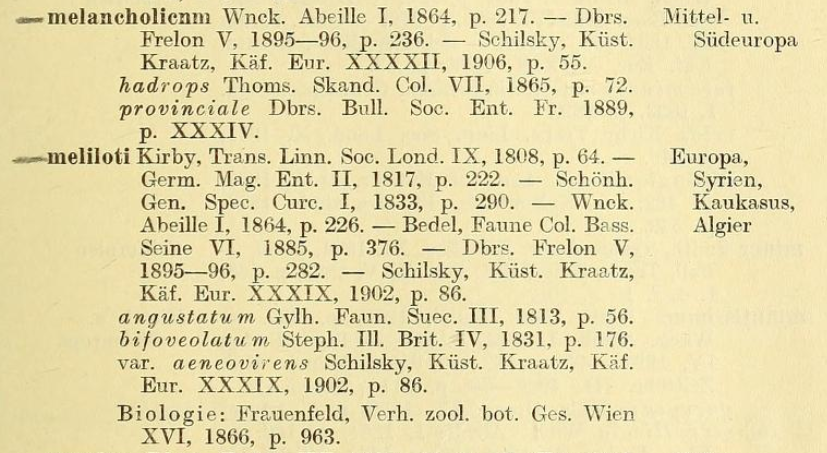 melancholicum Wnck. Abeille I, 1864, p. 217. — Dbrs. Mittel- u.
Frelon V, 1895—96, p. 236. — Schilsky, Küst. Südeuropa
Kraatz, Käf. Eur. XXXXII, 1906, p. 55.
hadrops Thoms. Skand. Col. VII, 1865, p. 72.
provinciale Dbrs. Bull. Soc. Ent. Fr. 1889,
p. XXXIV.
meliloti Kirby, Trans. Linn. Soc. Lond. IX, 1808, p. 64. — Europa,
Germ. Mag. Ent. II, 1817, p. 222. — Schönh. Syrien,
Gen. Spec. Curc. I, 1833, p. 290. — Wnck. Kaukasus,
Abeille I, 1864, p. 226. — Bedel, Faune Col. Bass. Algier
Seine VI, 1885, p. 376. — Dbrs. Frelon V,
1895—96, p. 282. — Schilsky, Küst. Kraatz,
Käf. Eur. XXXIX, 1902, p. 86.
angustatum Gylh. Faun. Suec. III, 1813, p. 56.
bifoveolatum Steph. Ill. Brit. IV, 1831, p. 176.
var. aeneovirens Schilsky, Küst. Kraatz, Käf.
Eur. XXXIX, 1902, p. 86.
Biologie: Frauenfeld, Verh. zool. bot. Ges. Wien
XVI, 1866, p. 963.